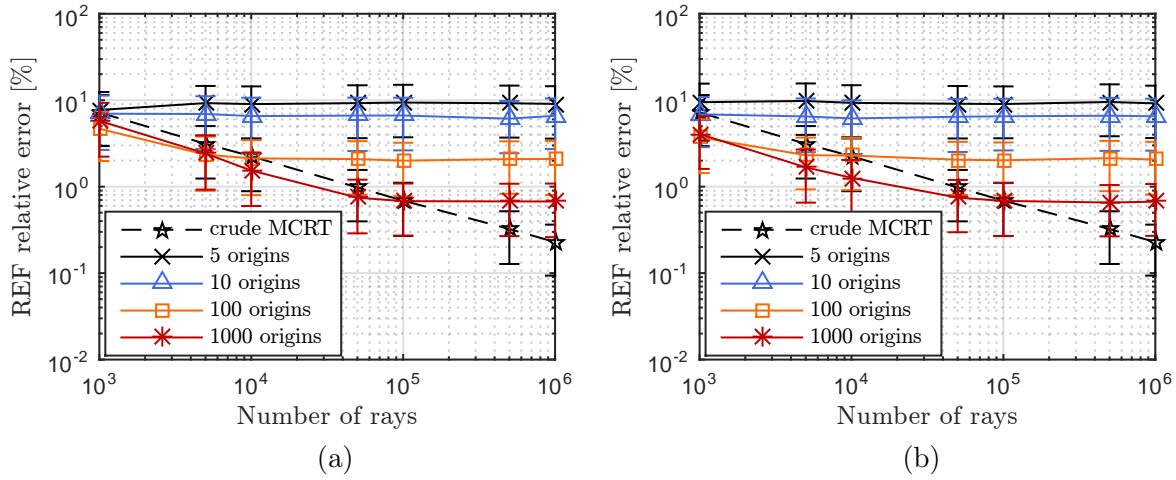 10^2
10^1
10^0
10^-1
10^-2
REF relative error [%]
crude MCRT
5 origins
10 origins
100 origins
1000 origins
10^3
10^4
10^5
10^6
Number of rays
(a)
10^2
10^1
10^0
10^-1
10^-2
REF relative error [%]
crude MCRT
5 origins
10 origins
100 origins
1000 origins
10^3
10^4
10^5
10^6
Number of rays
(b)